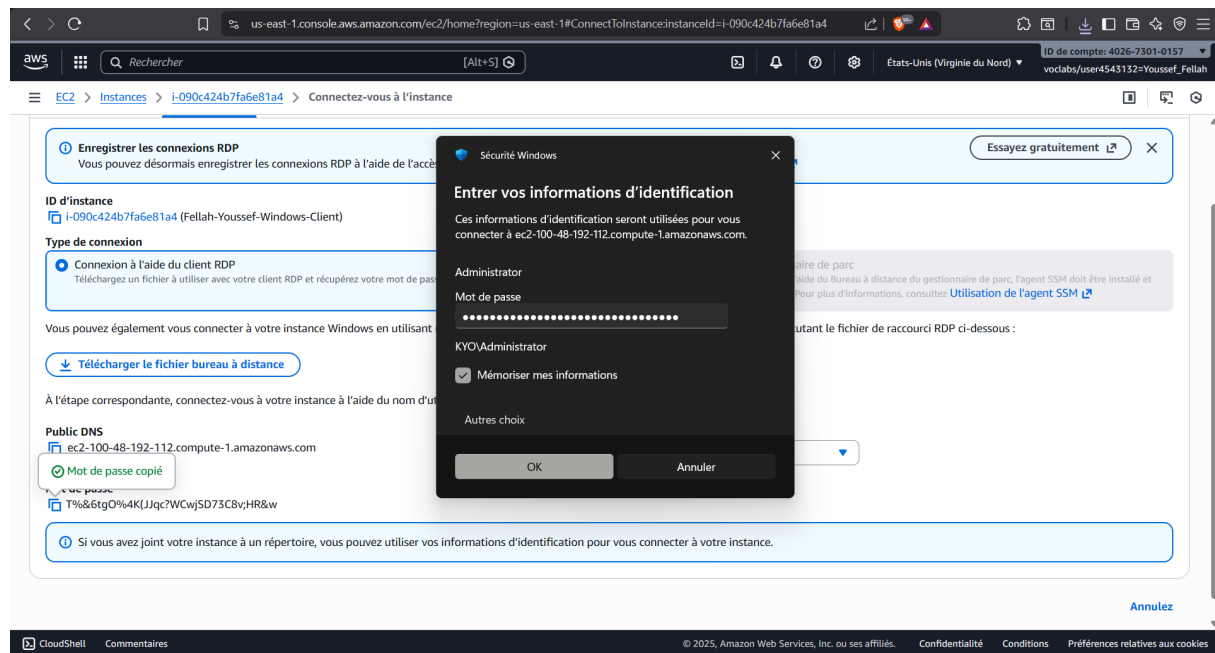 us-east-1.console.aws.amazon.com/ec2/home?region=us-east-1#ConnectToInstance:instanceId=i-090c424b7fa6e81a4
aws
Rechercher
[Alt+S]
États-Unis (Virginie du Nord)
ID de compte: 4026-7301-0157
voclabs/user4543132=Youssef_Fellah
EC2 > Instances > i-090c424b7fa6e81a4 > Connectez-vous à l'instance
Enregistrer les connexions RDP
Vous pouvez désormais enregistrer les connexions RDP à l'aide de l'accès
Essayez gratuitement
ID d'instance
i-090c424b7fa6e81a4 (Fellah-Youssef-Windows-Client)
Type de connexion
Connexion à l'aide du client RDP
Téléchargez un fichier à utiliser avec votre client RDP et récupérez votre mot de pas
aire de parc
aide du Bureau à distance du gestionnaire de parc, l'agent SSM doit être installé et
Pour plus d'informations, consultez Utilisation de l'agent SSM
Vous pouvez également vous connecter à votre instance Windows en utilisant
utant le fichier de raccourci RDP ci-dessous :
Télécharger le fichier bureau à distance
À l'étape correspondante, connectez-vous à votre instance à l'aide du nom d'ut
Public DNS
ec2-100-48-192-112.compute-1.amazonaws.com
Mot de passe copié
Mot de passe
T%&6tgO%4K(JJqc?WCwjSD73C8v;HR&w
Si vous avez joint votre instance à un répertoire, vous pouvez utiliser vos informations d'identification pour vous connecter à votre instance.
Annulez
Sécurité Windows
Entrer vos informations d'identification
Ces informations d'identification seront utilisées pour vous
connecter à ec2-100-48-192-112.compute-1.amazonaws.com.
Administrator
Mot de passe
KYO\Administrator
Mémoriser mes informations
Autres choix
OK
Annuler
CloudShell
Commentaires
© 2025, Amazon Web Services, Inc. ou ses affiliés.
Confidentialité
Conditions
Préférences relatives aux cookies